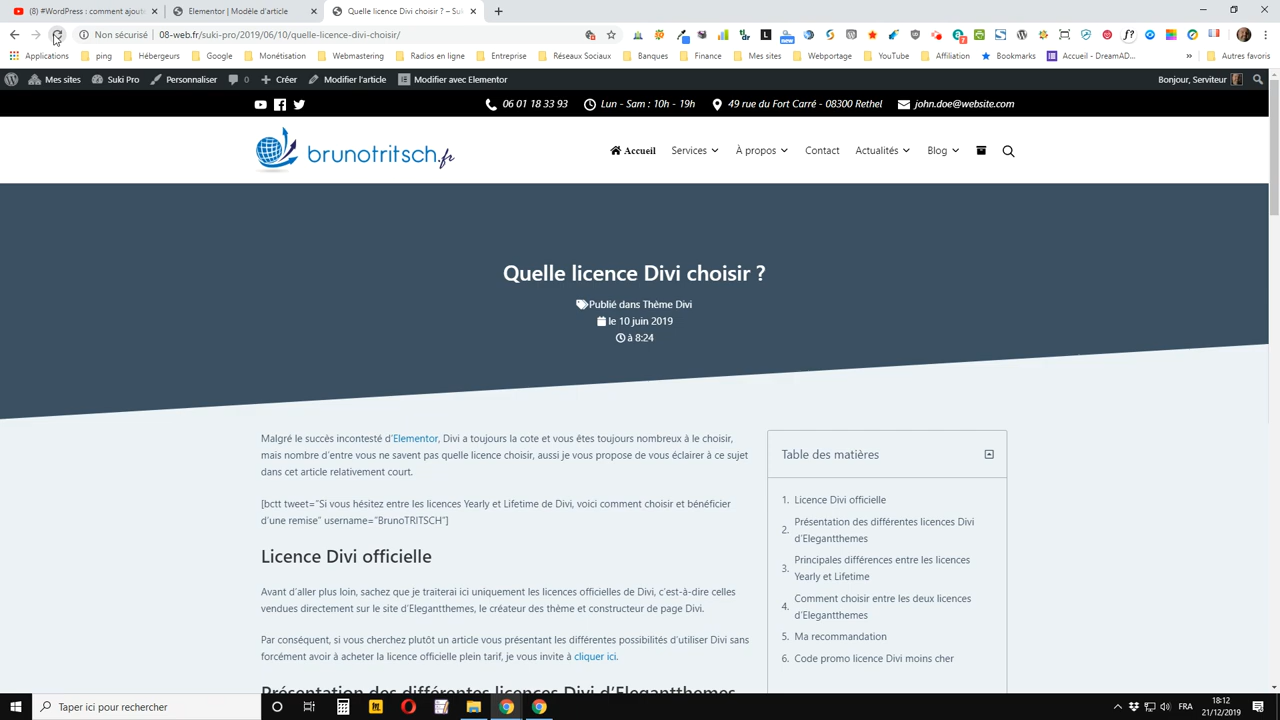 (8) #WordPress : comment ajoute
Elementor | Modèle d'article
Quelle licence Divi choisir ? – Suk
Non sécurisé | 08-web.fr/suki-pro/2019/06/10/quelle-licence-divi-choisir/
Applications ping Hébergeurs Google Monétisation Entreprise Webmastering Radios en ligne Entreprise Réseaux Sociaux Banques Finance Mes sites Webportage YouTube Affiliation Bookmarks Accueil - DreamAD... » Autres favoris
Mes sites Suki Pro Personnaliser 0 Créer Modifier l'article Modifier avec Elementor Bonjour, Serviteur
06 01 18 33 93 Lun - Sam : 10h - 19h 49 rue du Fort Carré - 08300 Rethel john.doe@website.com
brunotritsch.fr
Accueil Services À propos Contact Actualités Blog
Quelle licence Divi choisir ?
Publié dans Thème Divi
le 10 juin 2019
à 8:24
Malgré le succès incontesté d'Elementor, Divi a toujours la cote et vous êtes toujours nombreux à le choisir,
mais nombre d'entre vous ne savent pas quelle licence choisir, aussi je vous propose de vous éclairer à ce sujet
dans cet article relativement court.
[bctt tweet="Si vous hésitez entre les licences Yearly et Lifetime de Divi, voici comment choisir et bénéficier
d'une remise" username="BrunoTRITSCH"]
Licence Divi officielle
Avant d'aller plus loin, sachez que je traiterai ici uniquement les licences officielles de Divi, c'est-à-dire celles
vendues directement sur le site d'Elegantthemes, le créateur des thème et constructeur de page Divi.
Par conséquent, si vous cherchez plutôt un article vous présentant les différentes possibilités d'utiliser Divi sans
forcément avoir à acheter la licence officielle plein tarif, je vous invite à cliquer ici.
Présentation des différentes licences Divi d'Elegantthemes
Table des matières
1. Licence Divi officielle
2. Présentation des différentes licences Divi
d'Elegantthemes
3. Principales différences entre les licences
Yearly et Lifetime
4. Comment choisir entre les deux licences
d'Elegantthemes
5. Ma recommandation
6. Code promo licence Divi moins cher
Taper ici pour rechercher
FRA
18:12
21/12/2019